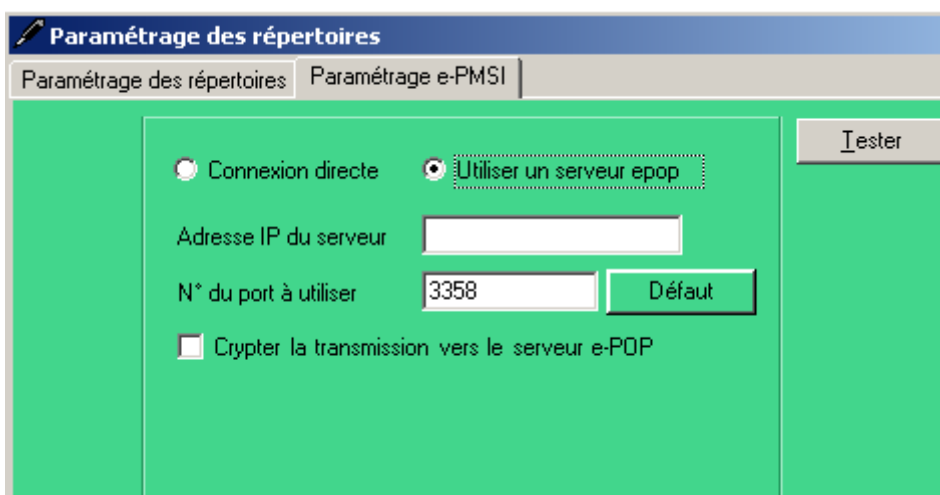 Paramétrage des répertoires
Paramétrage des répertoires Paramétrage e-PMSI
Tester
Connexion directe Utiliser un serveur epop
Adresse IP du serveur
N° du port à utiliser 3358 Défaut
Crypter la transmission vers le serveur e-POP